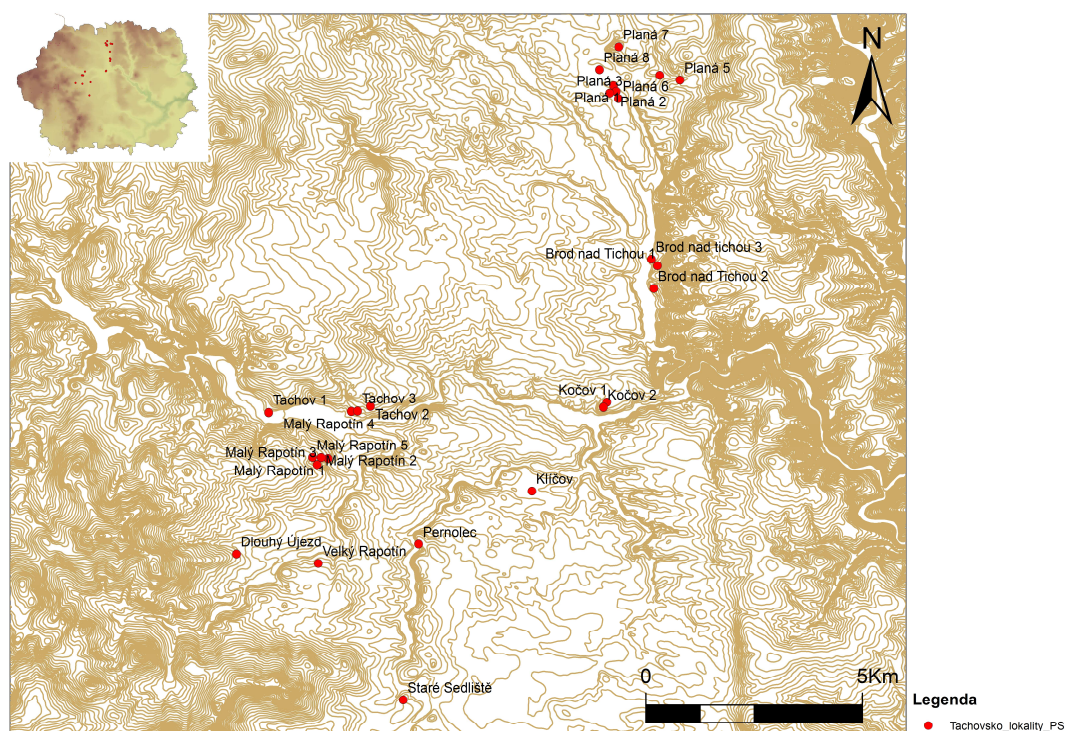 Planá 7
N
Planá 8
Planá 5
Planá 3
Planá 6
Planá 1
Planá 2
Brod nad Tichou 1
Brod nad tichou 3
Brod nad Tichou 2
Kočov 1
Kočov 2
Tachov 1
Tachov 3
Tachov 2
Malý Rapotín 4
Malý Rapotín 5
Malý Rapotín 3
Malý Rapotín 2
Malý Rapotín 1
Klíčov
Pernolec
Dlouhý Újezd
Velký Rapotín
Staré Sedliště
0 5Km
Legenda
Tachovsko_lokality_PS